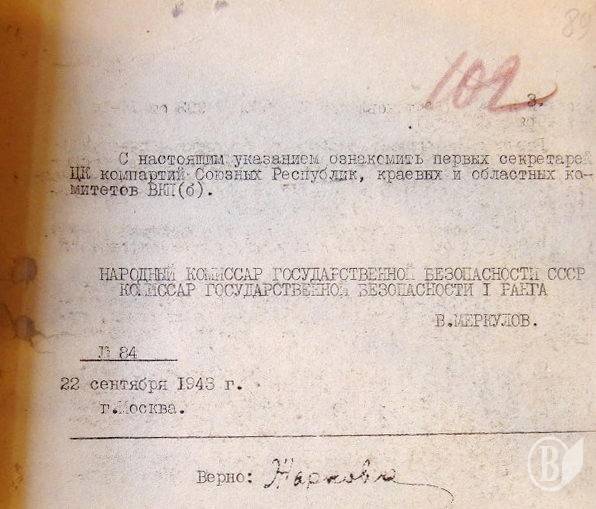 89
102
3.
С настоящим указанием ознакомить первых секретарей
ЦК компартий Союзных Республик, краевых и областных ко-
митетов ВКП(б).
НАРОДНЫЙ КОМИССАР ГОСУДАРСТВЕННОЙ БЕЗОПАСНОСТИ СССР
КОМИССАР ГОСУДАРСТВЕННОЙ БЕЗОПАСНОСТИ I РАНГА
В.МЕРКУЛОВ.
№ 84
22 сентября 1943 г.
г.Москва.
Верно:
В